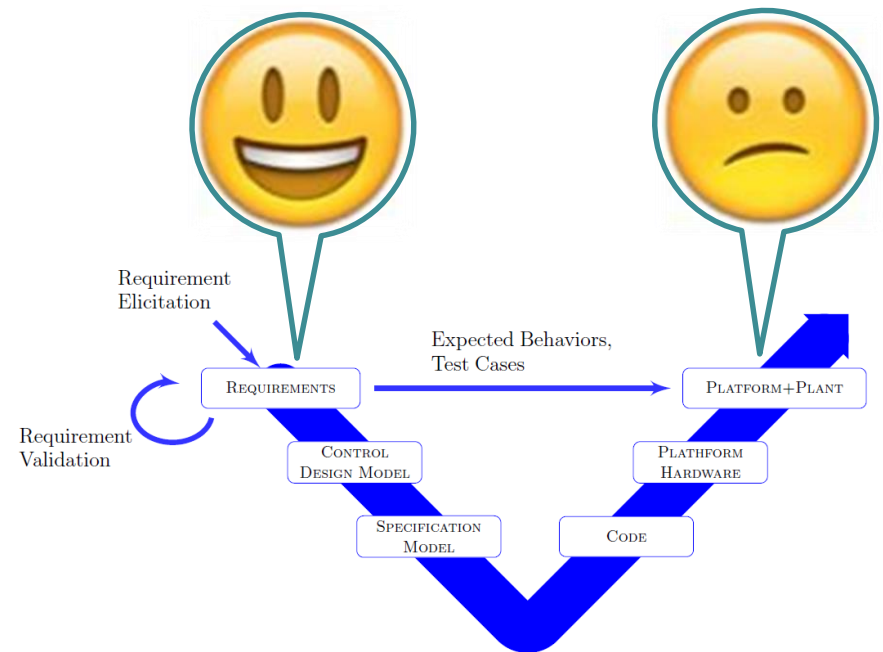 Requirement
Elicitation
Expected Behaviors,
Test Cases
REQUIREMENTS
PLATFORM+PLANT
Requirement
Validation
CONTROL
DESIGN MODEL
PLATHFORM
HARDWARE
SPECIFICATION
MODEL
CODE